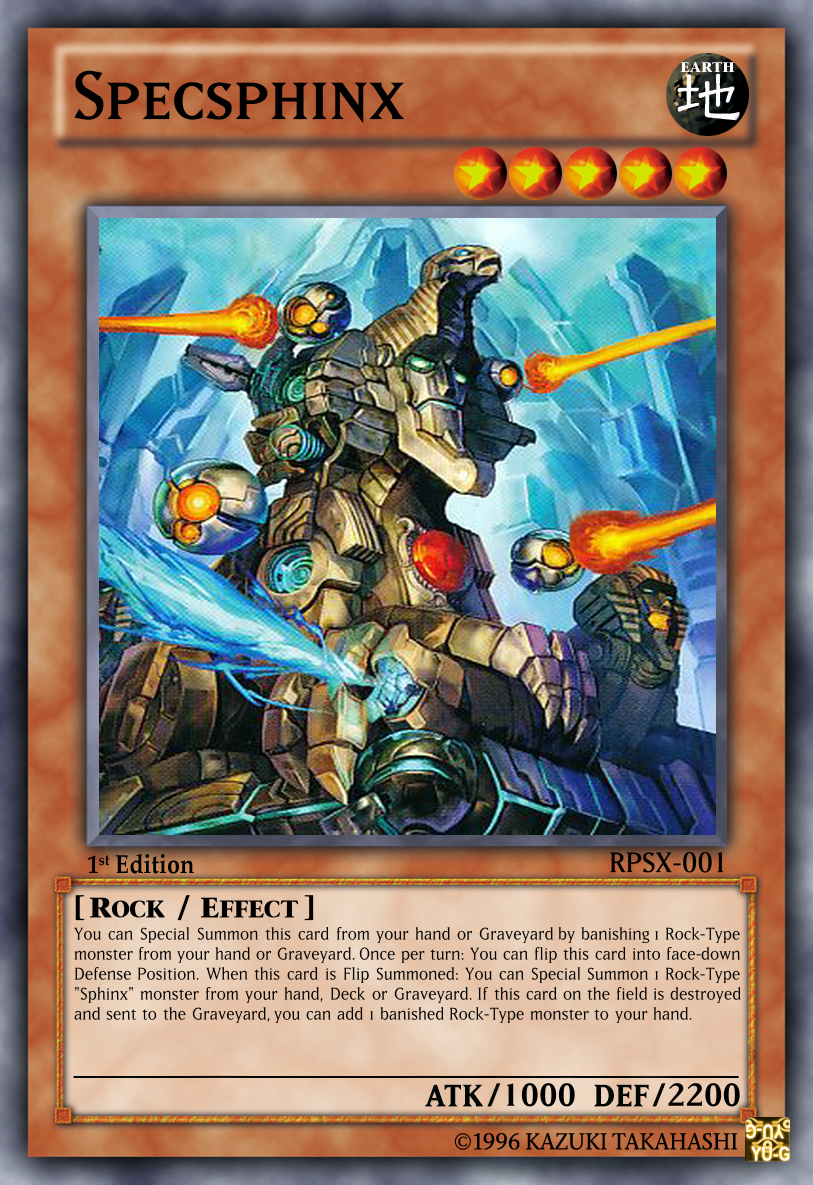 Specsphinx
EARTH
地
1st Edition
RPSX-001
[ Rock / Effect ]
You can Special Summon this card from your hand or Graveyard by banishing 1 Rock-Type
monster from your hand or Graveyard. Once per turn: You can flip this card into face-down
Defense Position. When this card is Flip Summoned: You can Special Summon 1 Rock-Type
"Sphinx" monster from your hand, Deck or Graveyard. If this card on the field is destroyed
and sent to the Graveyard, you can add 1 banished Rock-Type monster to your hand.
ATK/1000 DEF/2200
©1996 KAZUKI TAKAHASHI